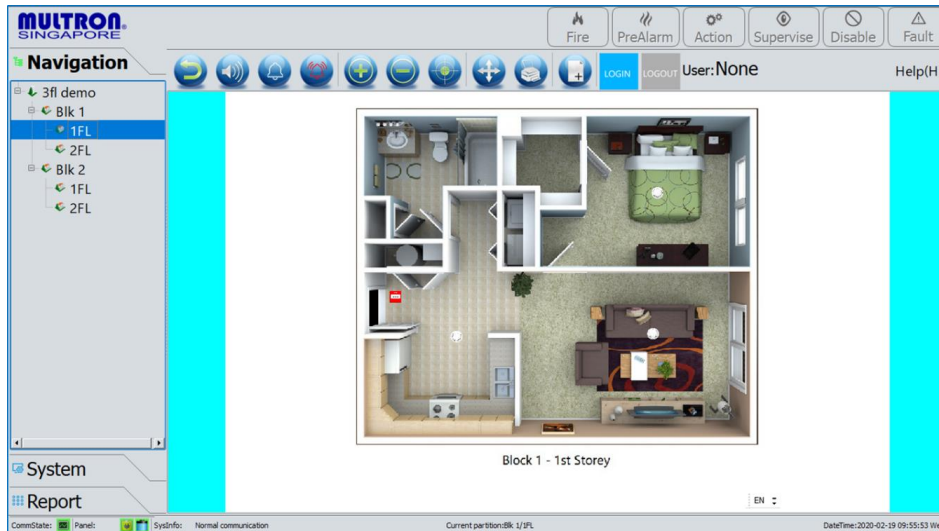 MULTRON
SINGAPORE
Fire
PreAlarm
Action
Supervise
Disable
Fault
Navigation
LOGIN
LOGOUT
User:None
Help(H
3fl demo
Blk 1
1FL
2FL
Blk 2
1FL
2FL
Block 1 - 1st Storey
System
Report
EN
CommState:
Panel:
SysInfo:
Normal communication
Current partition:Blk 1/1FL
DateTime:2020-02-19 09:55:53 We